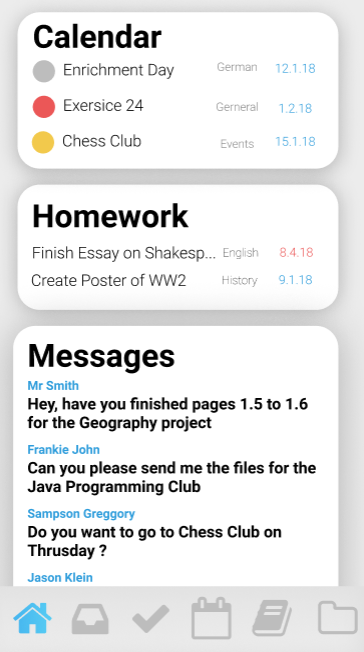 Calendar
Enrichment Day German 12.1.18
Exersice 24 Gerneral 1.2.18
Chess Club Events 15.1.18
Homework
Finish Essay on Shakesp... English 8.4.18
Create Poster of WW2 History 9.1.18
Messages
Mr Smith
Hey, have you finished pages 1.5 to 1.6
for the Geography project
Frankie John
Can you please send me the files for the
Java Programming Club
Sampson Greggory
Do you want to go to Chess Club on
Thrusday ?
Jason Klein